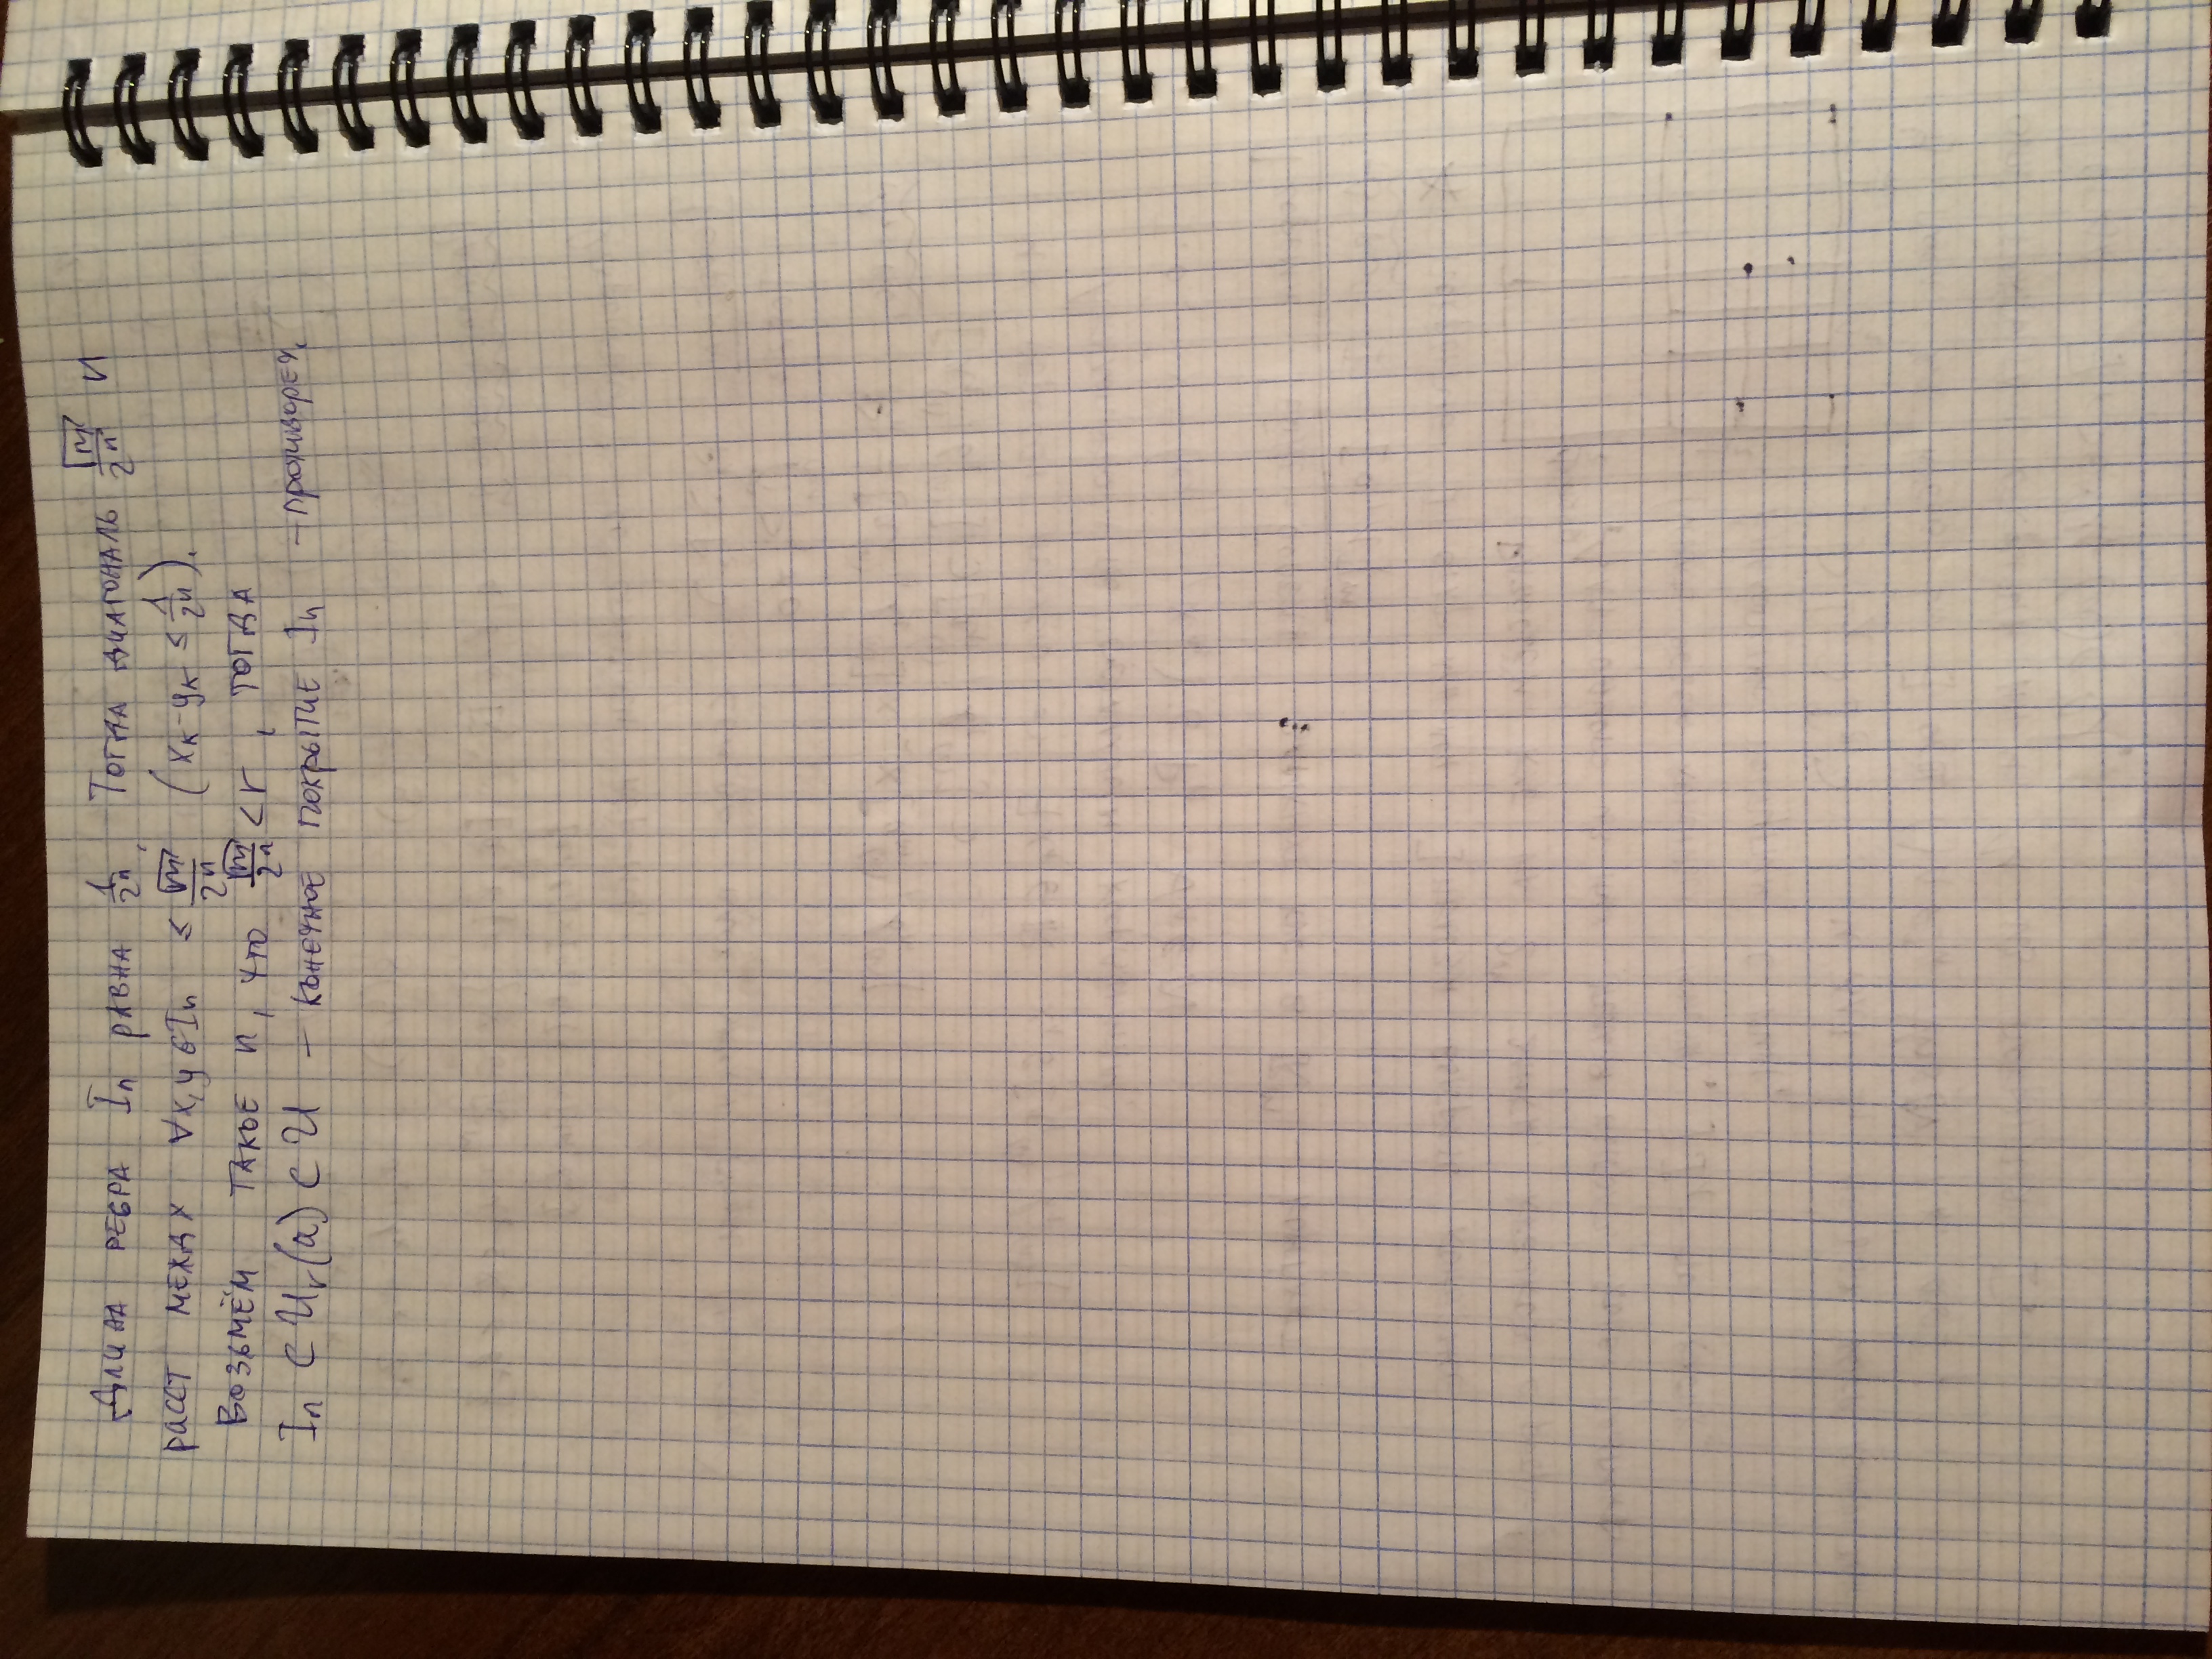 Длина ребра Iₙ равна 1/2ⁿ, Тогда диагональ √m/2ⁿ и
расст между ∀x,y∈Iₙ ≤ √m/2ⁿ (xₖ-yₖ ≤ 1/2ⁿ).
Возьмём такое n, что √m/2ⁿ < r, тогда
Iₙ ⊂ Uᵣ(a) ⊂ U – конечное покрытие Iₙ – противореч.